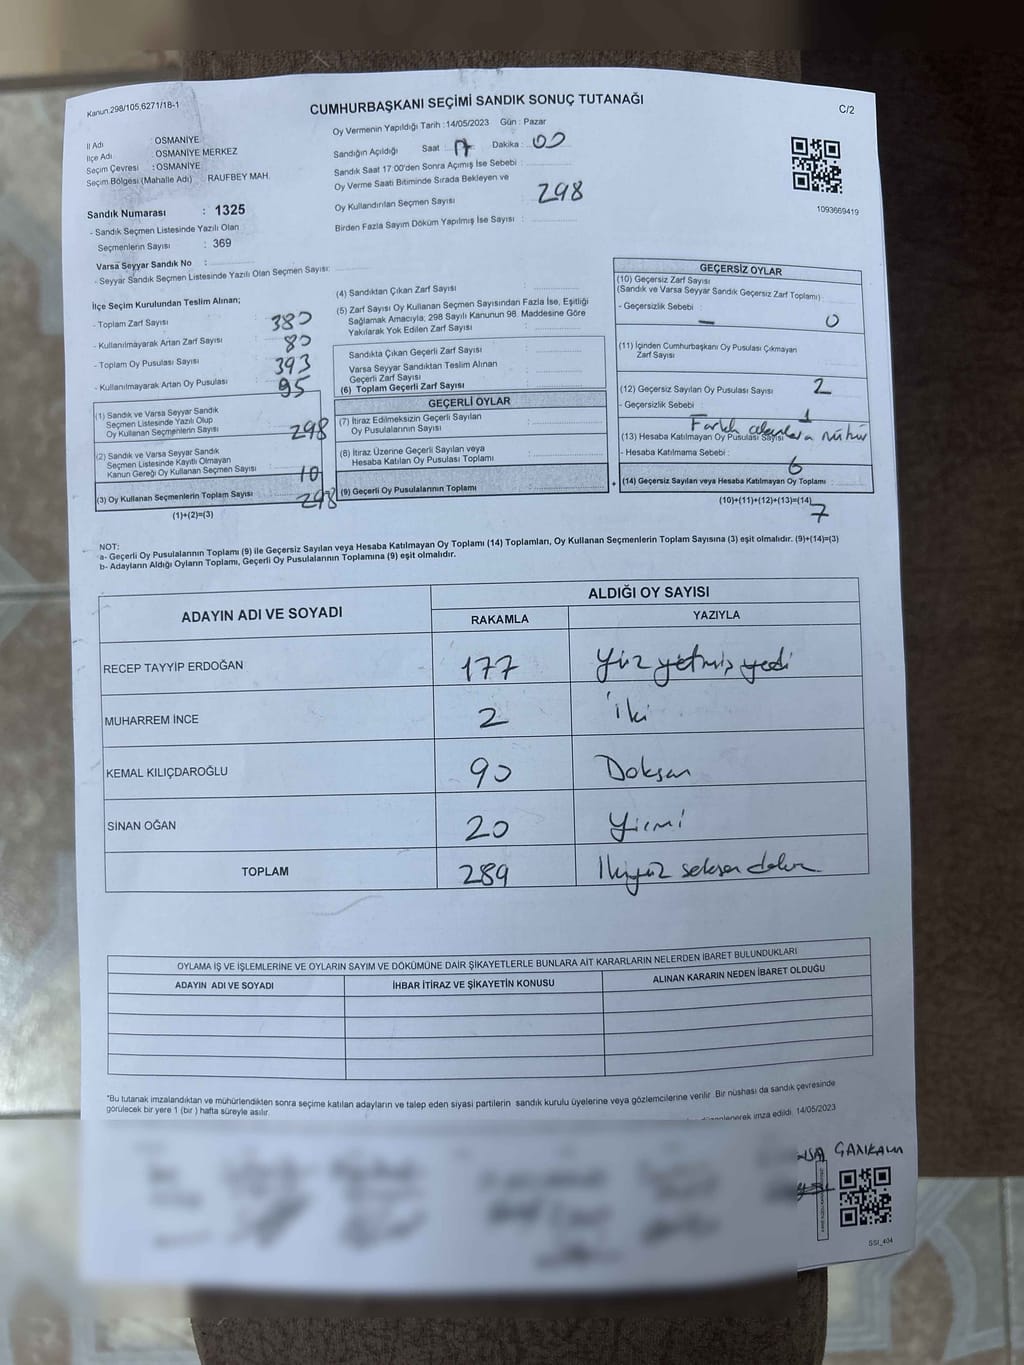 Kanun:298/105,6271/18-1
CUMHURBAŞKANI SEÇİMİ SANDIK SONUÇ TUTANAĞI
C/2
Oy Vermenin Yapıldığı Tarih :14/05/2023 Gün : Pazar
İl Adı : OSMANİYE
İlçe Adı : OSMANİYE MERKEZ
Seçim Çevresi : OSMANİYE
Seçim Bölgesi (Mahalle Adı) : RAUFBEY MAH.
Sandığın Açıldığı Saat : 17 Dakika : 00
Sandık Saat 17:00'den Sonra Açımış İse Sebebi :
Oy Verme Saati Bitiminde Sırada Bekleyen ve
Oy Kullandırılan Seçmen Sayısı : 298
Birden Fazla Sayım Döküm Yapılmış İse Sayısı :
1093669419
Sandık Numarası : 1325
- Sandık Seçmen Listesinde Yazılı Olan
Seçmenlerin Sayısı : 369
Varsa Seyyar Sandık No :
- Seyyar Sandık Seçmen Listesinde Yazılı Olan Seçmen Sayısı:
İlçe Seçim Kurulundan Teslim Alınan;
- Toplam Zarf Sayısı : 380
- Kullanılmayarak Artan Zarf Sayısı : 80
- Toplam Oy Pusulası Sayısı : 393
- Kullanılmayarak Artan Oy Pusulası : 95
(1) Sandık ve Varsa Seyyar Sandık
Seçmen Listesinde Yazılı Olup
Oy Kullanan Seçmenlerin Sayısı : 298
(2) Sandık ve Varsa Seyyar Sandık
Seçmen Listesinde Kayıtlı Olmayan
Kanun Gereği Oy Kullanan Seçmen Sayısı : 10
(3) Oy Kullanan Seçmenlerin Toplam Sayısı : 298
(1)+(2)=(3)
(4) Sandıktan Çıkan Zarf Sayısı :
(5) Zarf Sayısı Oy Kullanan Seçmen Sayısından Fazla İse, Eşitliği
Sağlamak Amacıyla; 298 Sayılı Kanunun 98. Maddesine Göre
Yakılarak Yok Edilen Zarf Sayısı :
Sandıkta Çıkan Geçerli Zarf Sayısı :
Varsa Seyyar Sandıktan Teslim Alınan
Geçerli Zarf Sayısı :
(6) Toplam Geçerli Zarf Sayısı :
GEÇERLİ OYLAR
(7) İtiraz Edilmeksizin Geçerli Sayılan
Oy Pusulalarının Sayısı :
(8) İtiraz Üzerine Geçerli Sayılan veya
Hesaba Katılan Oy Pusulası Toplamı :
(9) Geçerli Oy Pusulalarının Toplamı :
GEÇERSİZ OYLAR
(10) Geçersiz Zarf Sayısı
(Sandık ve Varsa Seyyar Sandık Geçersiz Zarf Toplamı)
- Geçersizlik Sebebi : — 0
(11) İçinden Cumhurbaşkanı Oy Pusulası Çıkmayan
Zarf Sayısı :
(12) Geçersiz Sayılan Oy Pusulası Sayısı 2
- Geçersizlik Sebebi 1
Farklı mühür
(13) Hesaba Katılmayan Oy Pusulası Sayısı
- Hesaba Katılmama Sebebi : 6
(14) Geçersiz Sayılan veya Hesaba Katılmayan Oy Toplamı :
(10)+(11)+(12)+(13)=(14)
7
NOT:
a- Geçerli Oy Pusulalarının Toplamı (9) ile Geçersiz Sayılan veya Hesaba Katılmayan Oy Toplamı (14) Toplamları, Oy Kullanan Seçmenlerin Toplam Sayısına (3) eşit olmalıdır. (9)+(14)=(3)
b- Adayların Aldığı Oyların Toplamı, Geçerli Oy Pusulalarının Toplamına (9) eşit olmalıdır.
ADAYIN ADI VE SOYADI ALDIĞI OY SAYISI
RAKAMLA YAZIYLA
RECEP TAYYİP ERDOĞAN 177 Yüz yetmiş yedi
MUHARREM İNCE 2 İki
KEMAL KILIÇDAROĞLU 90 Doksan
SİNAN OĞAN 20 Yirmi
TOPLAM 289 İkiyüz seksen dokuz
OYLAMA İŞ VE İŞLEMLERİNE VE OYLARIN SAYIM VE DÖKÜMÜNE DAİR ŞİKAYETLERLE BUNLARA AİT KARARLARIN NELERDEN İBARET BULUNDUKLARI
ADAYIN ADI VE SOYADI İHBAR İTİRAZ VE ŞİKAYETİN KONUSU ALINAN KARARIN NEDEN İBARET OLDUĞU
*Bu tutanak imzalandıktan ve mühürlendikten sonra seçime katılan adayların ve talep eden siyasi partilerin sandık kurulu üyelerine veya gözlemcilerine verilir. Bir nüshası da sandık çevresinde
görülecek bir yere 1 (bir ) hafta süreyle asılır.
düzenlenerek imza edildi. 14/05/2023
SSI_404